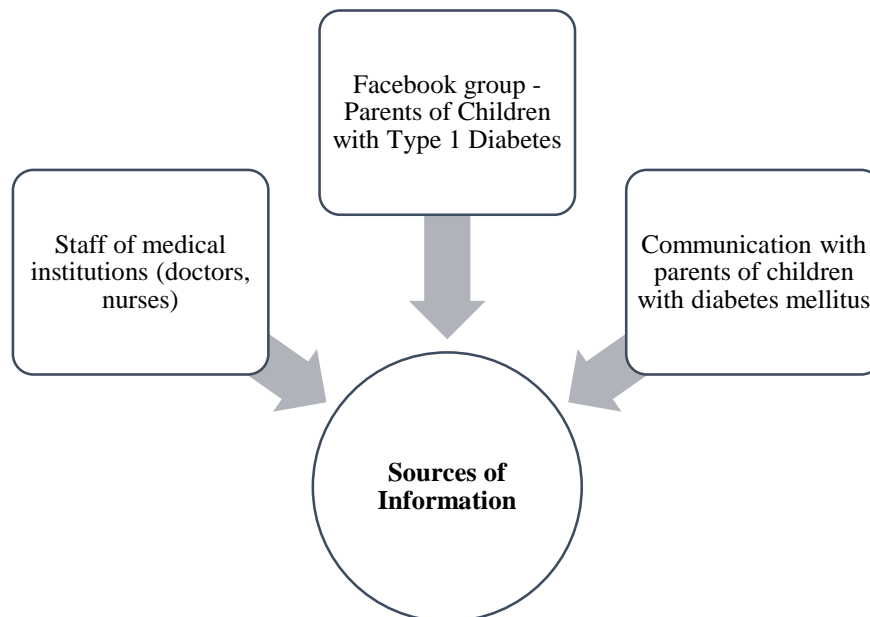 Facebook group -
Parents of Children
with Type 1 Diabetes
Staff of medical
institutions (doctors,
nurses)
Communication with
parents of children
with diabetes mellitus
Sources of
Information